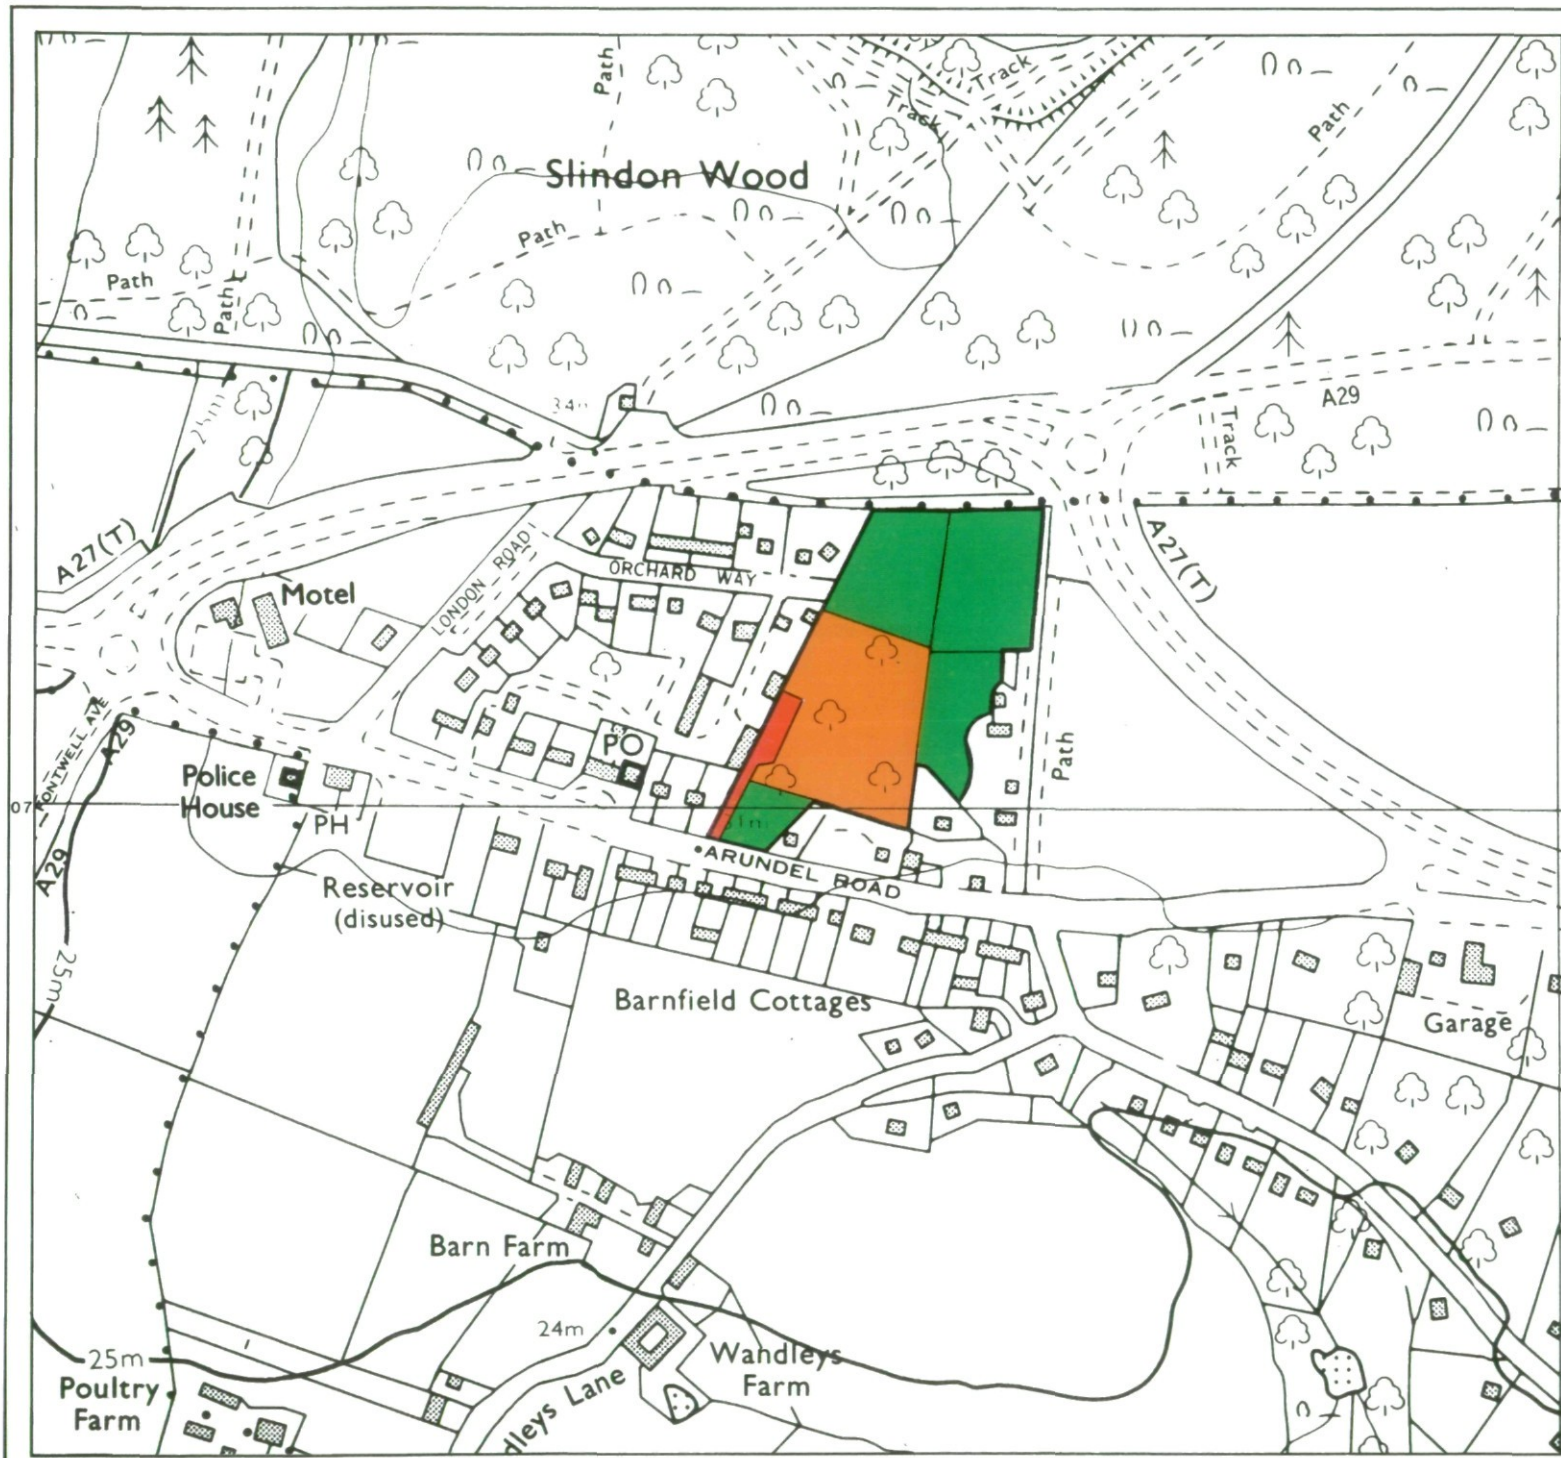 Path
Track
Track
Path
Slindon Wood
Path
Path
Path
34m
A29
Track
A27(T)
LONDON ROAD
ORCHARD WAY
A27(T)
Motel
PO
FONTWELL AVE
A29
Police
House
PH
Path
07
31m
ARUNDEL ROAD
A29
Reservoir
(disused)
25m
Barnfield Cottages
Garage
Barn Farm
24m
25m
Wandleys
Farm
Poultry
Farm
dleys Lane